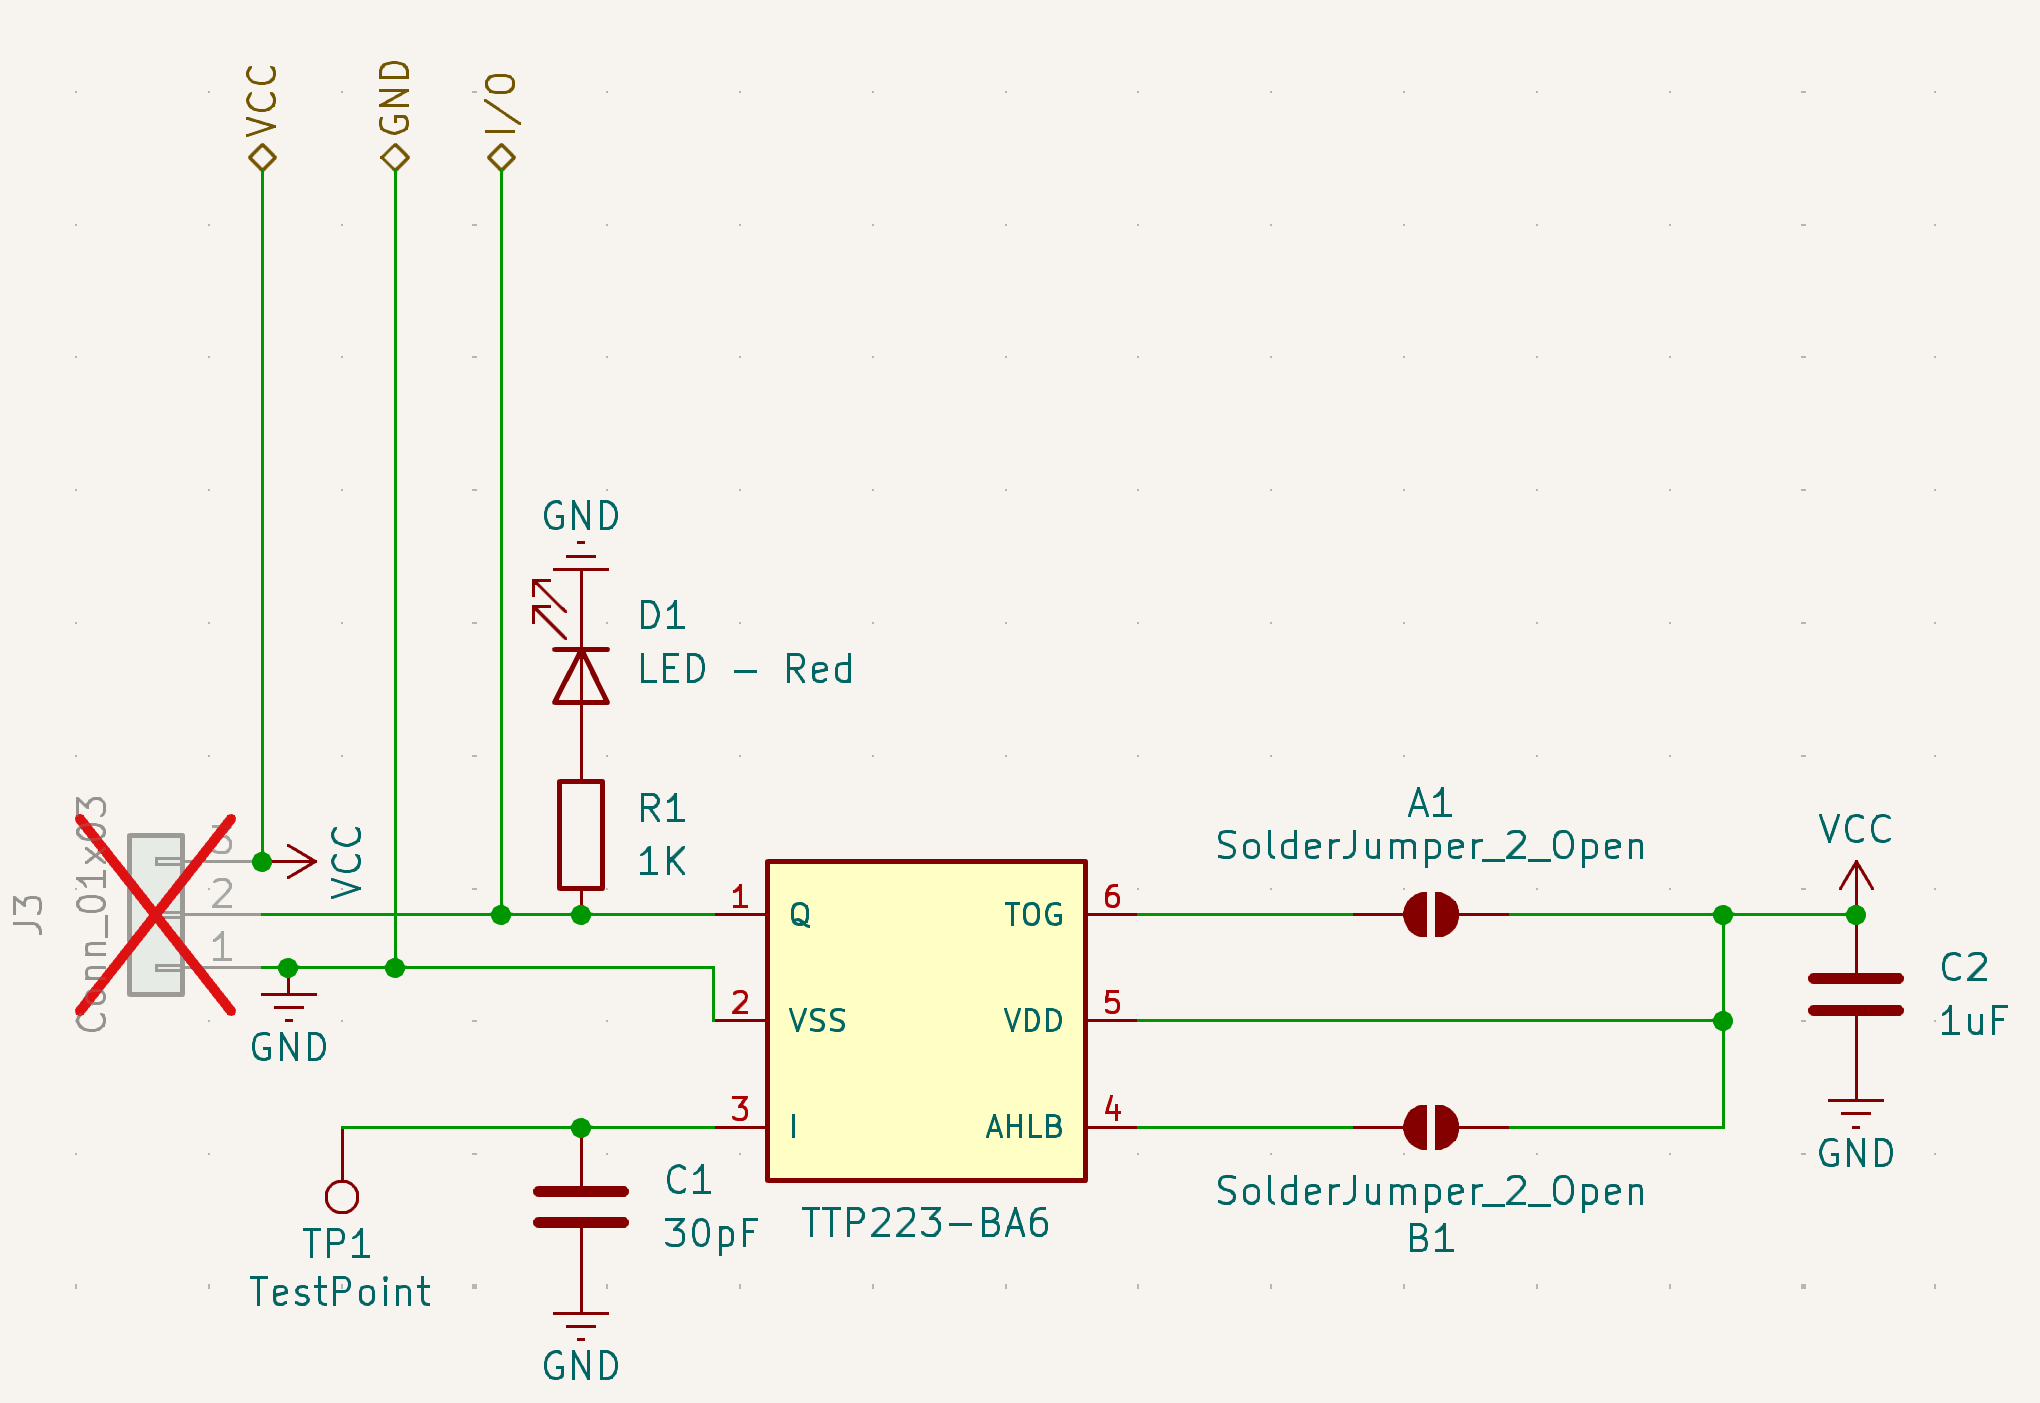 VCC
GND
I/O
GND
D1
LED - Red
R1
1K
A1
SolderJumper_2_Open
VCC
VCC
J3
Conn_01x03
3
2
1
GND
1
Q
2
VSS
3
I
6
TOG
5
VDD
4
AHLB
TTP223-BA6
C2
1uF
GND
SolderJumper_2_Open
B1
C1
30pF
GND
TP1
TestPoint